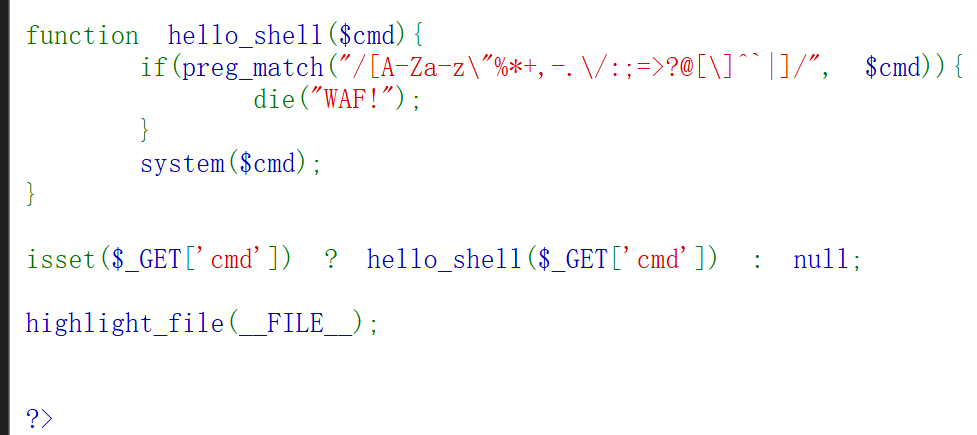 function hello_shell($cmd){
if(preg_match("/[A-Za-z\"%*+,-.\/:;=>?@[\]^``|]/", $cmd)){
die("WAF!");
}
system($cmd);
}
isset($_GET['cmd']) ? hello_shell($_GET['cmd']) : null;
highlight_file(__FILE__);
?>